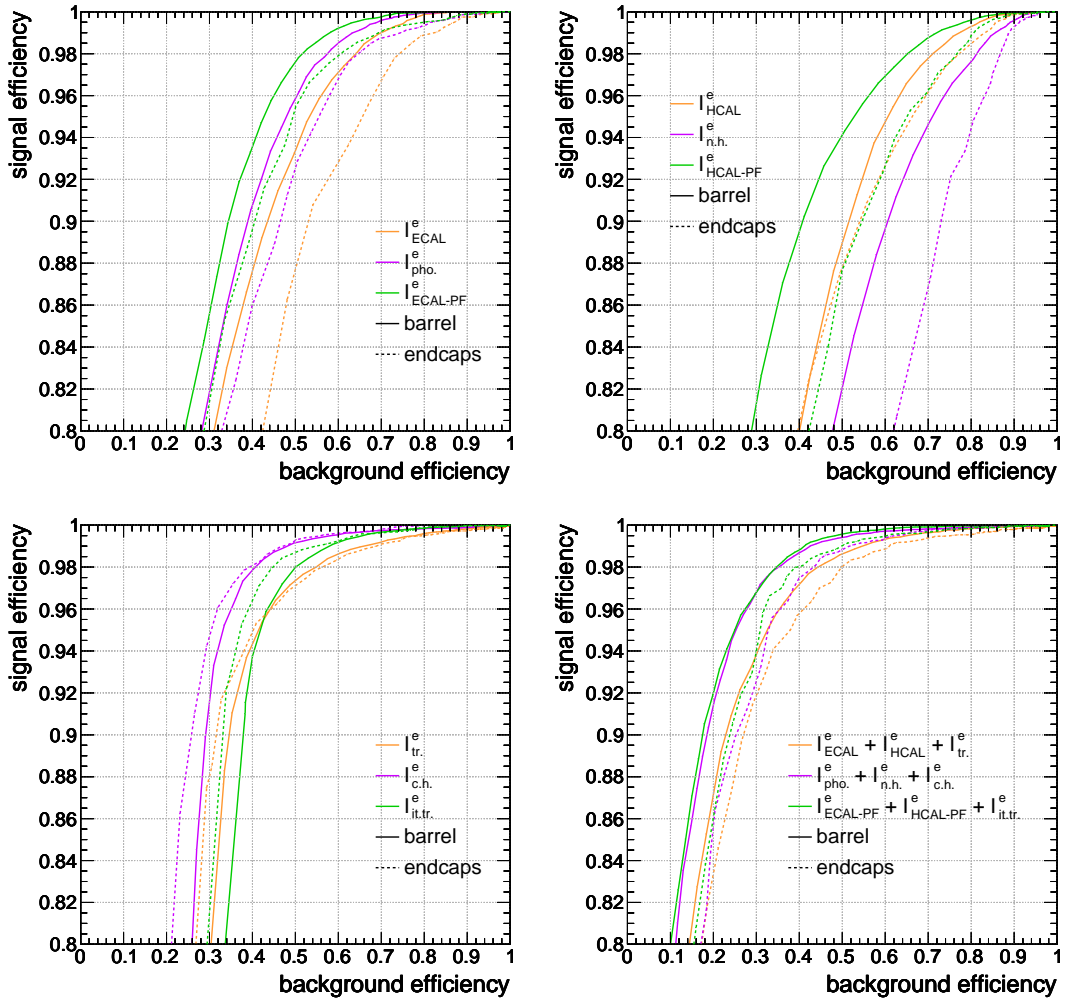 signal efficiency
1
0.98
0.96
0.94
0.92
0.9
0.88
0.86
0.84
0.82
0.8
I^e_ECAL
I^e_pho.
I^e_ECAL-PF
barrel
endcaps
0 0.1 0.2 0.3 0.4 0.5 0.6 0.7 0.8 0.9 1
background efficiency
signal efficiency
1
0.98
0.96
0.94
0.92
0.9
0.88
0.86
0.84
0.82
0.8
I^e_HCAL
I^e_n.h.
I^e_HCAL-PF
barrel
endcaps
0 0.1 0.2 0.3 0.4 0.5 0.6 0.7 0.8 0.9 1
background efficiency
signal efficiency
1
0.98
0.96
0.94
0.92
0.9
0.88
0.86
0.84
0.82
0.8
I^e_tr.
I^e_c.h.
I^e_it.tr.
barrel
endcaps
0 0.1 0.2 0.3 0.4 0.5 0.6 0.7 0.8 0.9 1
background efficiency
signal efficiency
1
0.98
0.96
0.94
0.92
0.9
0.88
0.86
0.84
0.82
0.8
I^e_ECAL + I^e_HCAL + I^e_tr.
I^e_pho. + I^e_n.h. + I^e_c.h.
I^e_ECAL-PF + I^e_HCAL-PF + I^e_it.tr.
barrel
endcaps
0 0.1 0.2 0.3 0.4 0.5 0.6 0.7 0.8 0.9 1
background efficiency